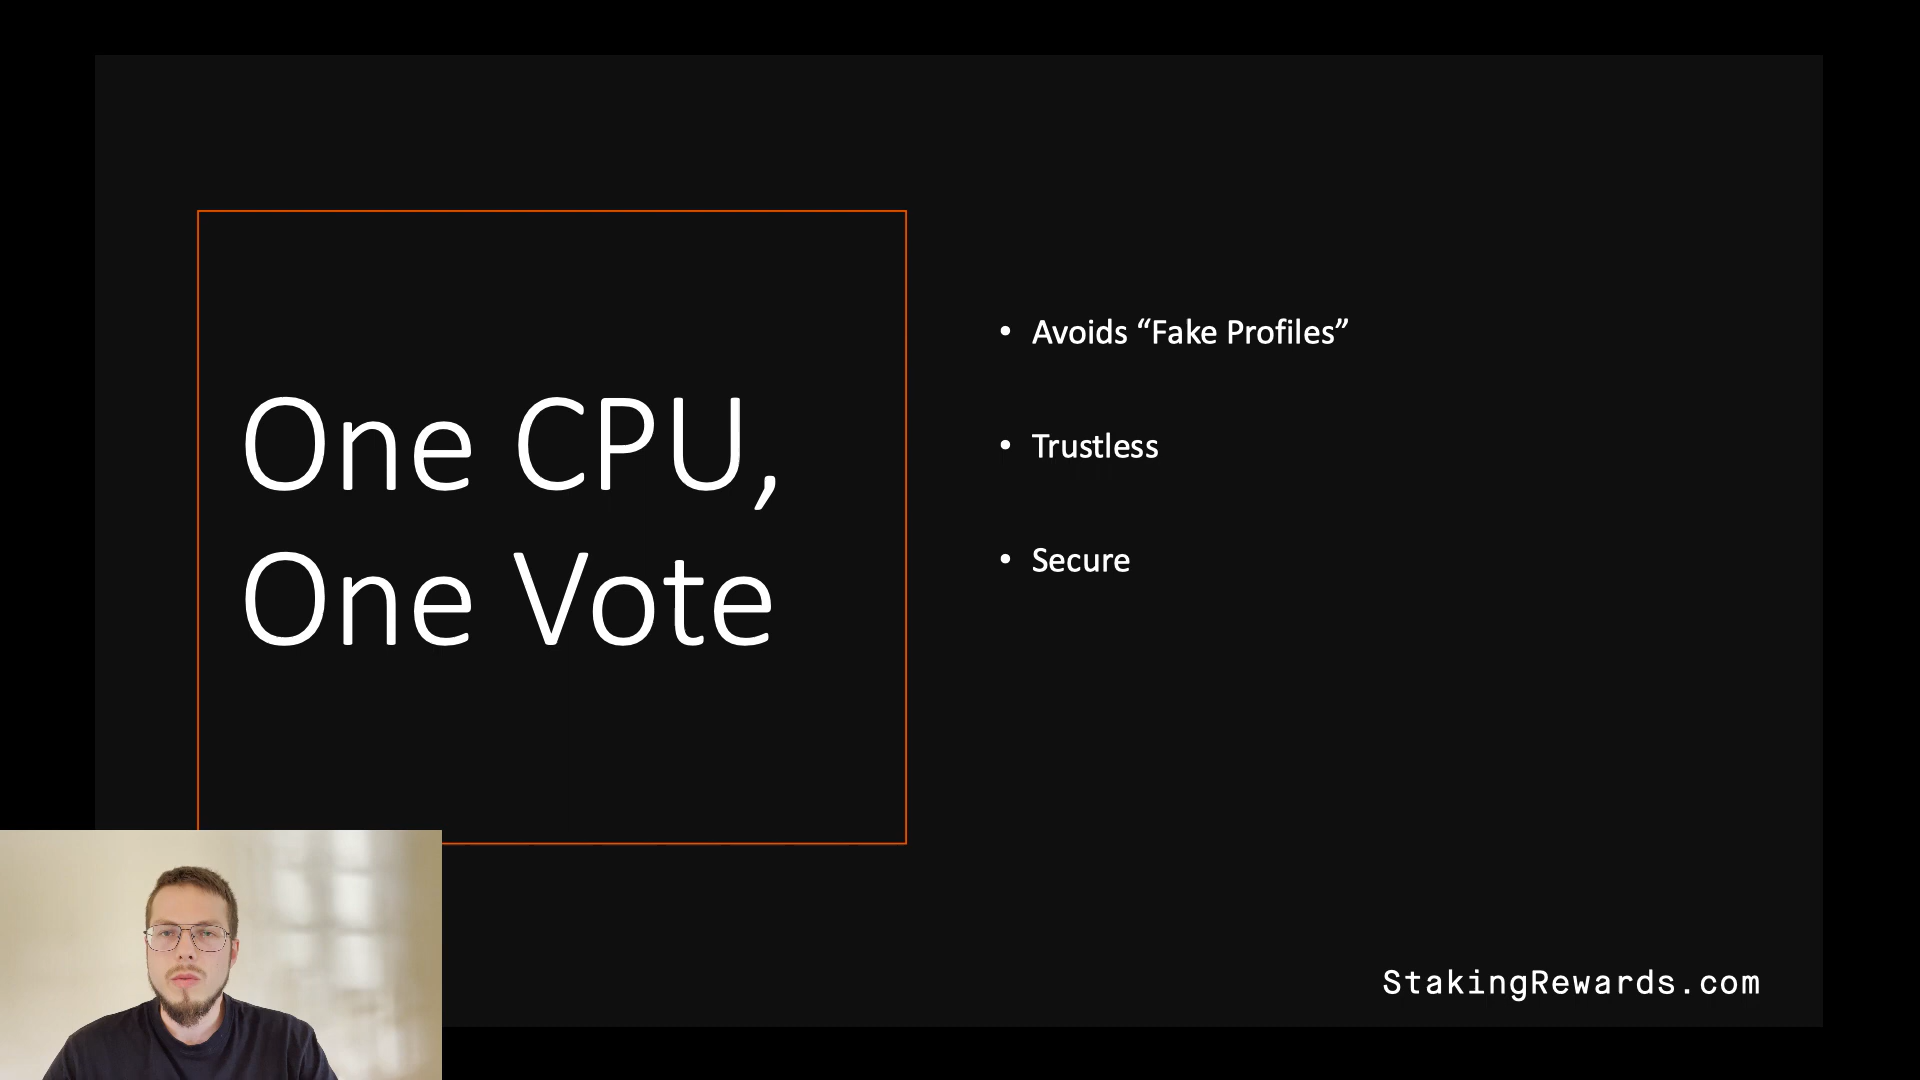 One CPU,
One Vote
• Avoids “Fake Profiles”
• Trustless
• Secure
StakingRewards.com